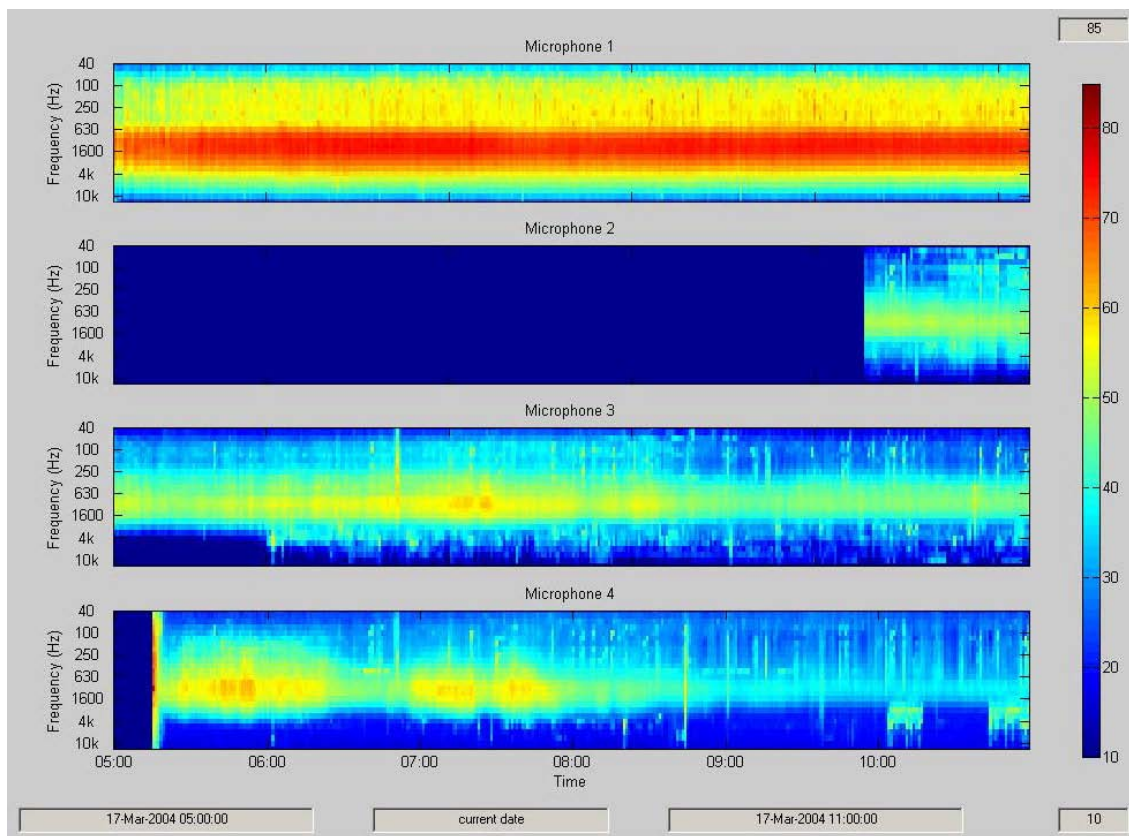 85
Microphone 1
40
100
250
630
1600
4k
10k
Frequency (Hz)
Microphone 2
40
100
250
630
1600
4k
10k
Frequency (Hz)
Microphone 3
40
100
250
630
1600
4k
10k
Frequency (Hz)
Microphone 4
40
100
250
630
1600
4k
10k
Frequency (Hz)
05:00 06:00 07:00 08:00 09:00 10:00
Time
80
70
60
50
40
30
20
10
17-Mar-2004 05:00:00 current date 17-Mar-2004 11:00:00 10